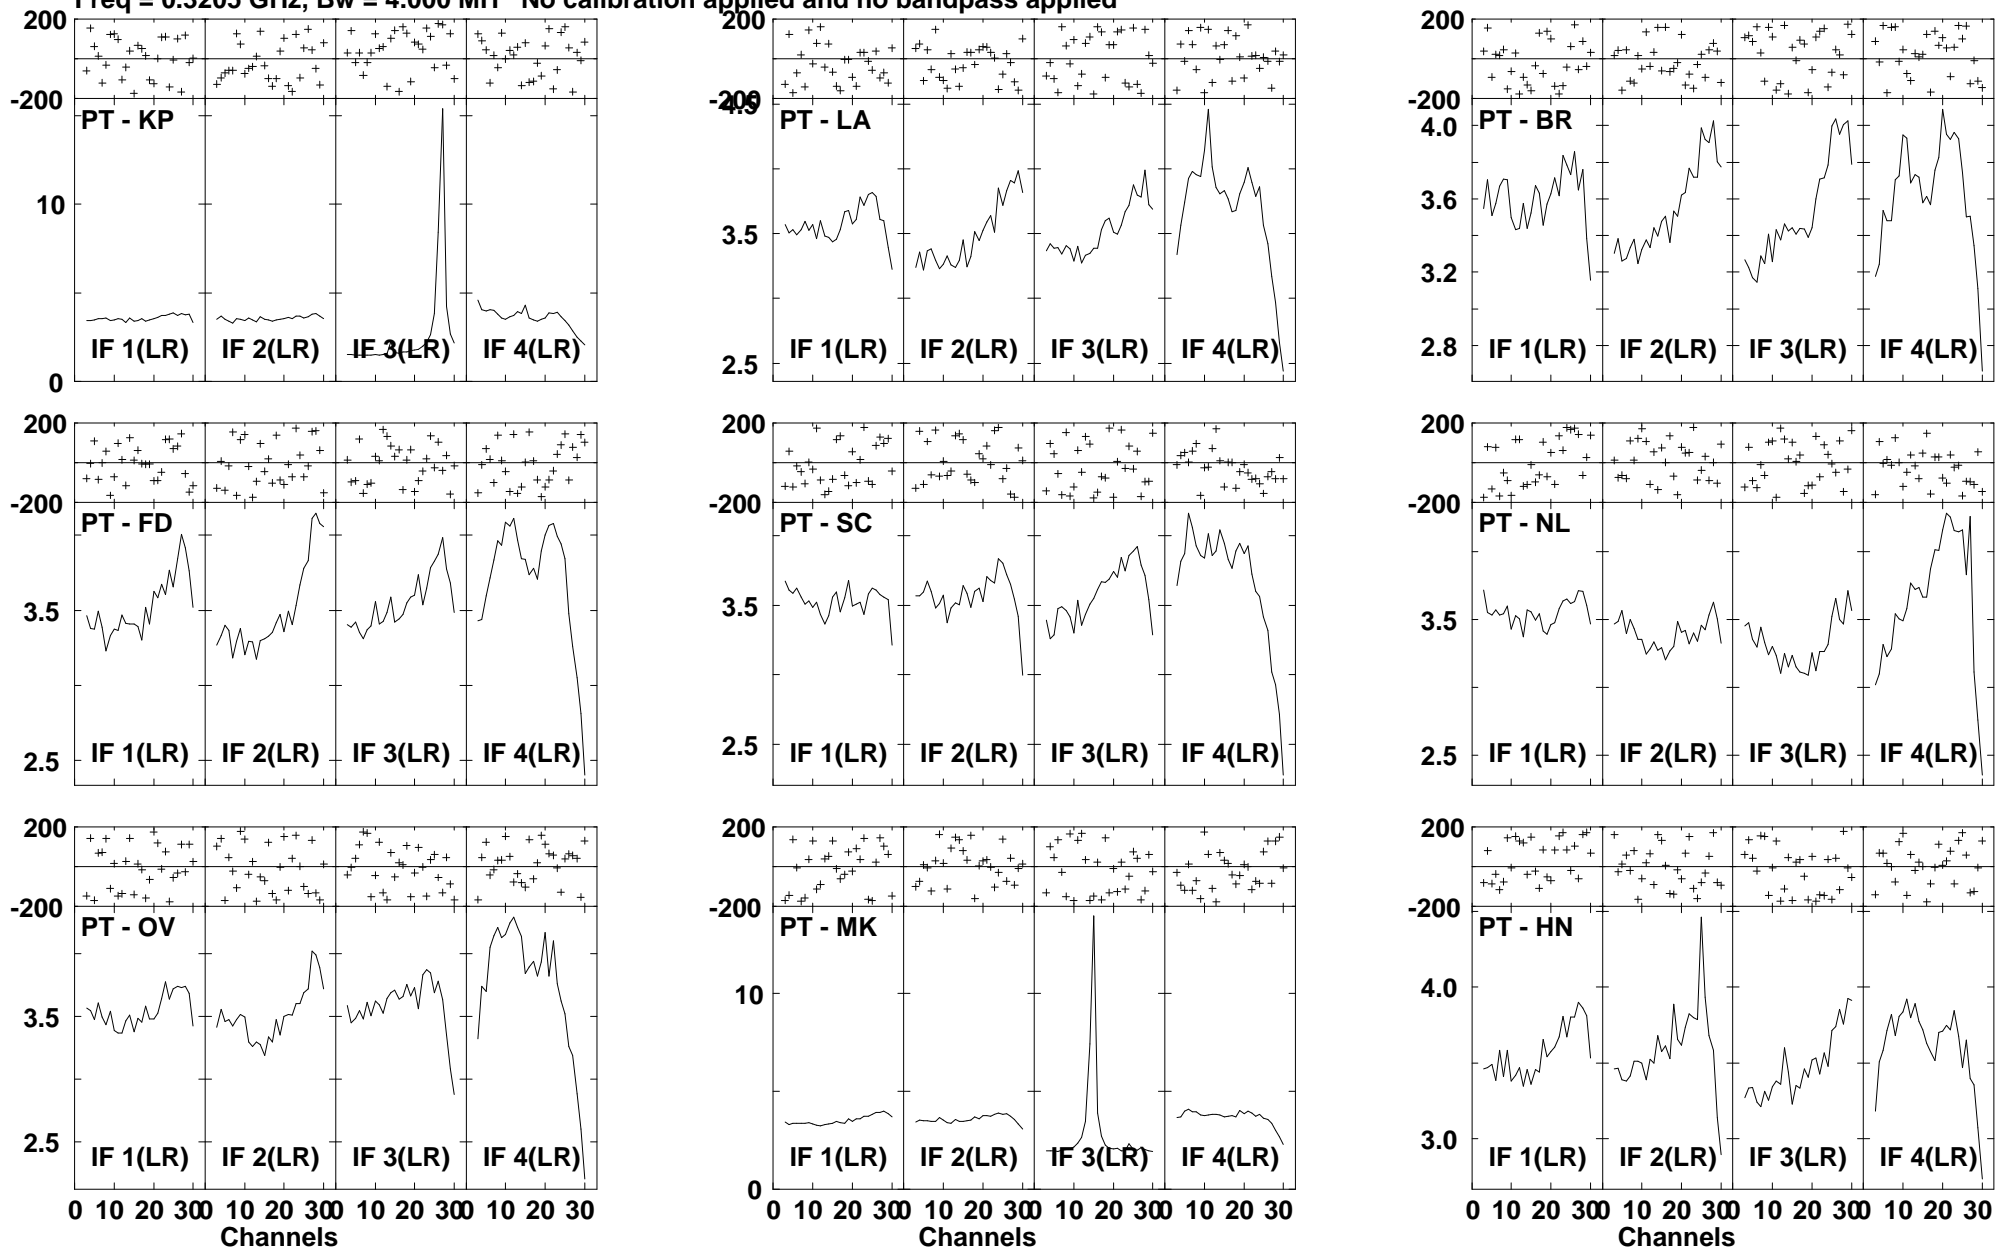 No calibration applied and no bandpass applied
200 200 200
-200 -200 -200
4.5
PT - KP PT - LA PT - BR
4.0
10 3.5 3.6
3.2
IF 1(LR) IF 2(LR) IF 3(LR) IF 4(LR) IF 1(LR) IF 2(LR) IF 3(LR) IF 4(LR) IF 1(LR) IF 2(LR) IF 3(LR) IF 4(LR)
0 2.5 2.8
200 200 200
-200 -200 -200
PT - FD PT - SC PT - NL
3.5 3.5 3.5
IF 1(LR) IF 2(LR) IF 3(LR) IF 4(LR) IF 1(LR) IF 2(LR) IF 3(LR) IF 4(LR) IF 1(LR) IF 2(LR) IF 3(LR) IF 4(LR)
2.5 2.5 2.5
200 200 200
-200 -200 -200
PT - OV PT - MK PT - HN
3.5 10 4.0
IF 1(LR) IF 2(LR) IF 3(LR) IF 4(LR) IF 1(LR) IF 2(LR) IF 3(LR) IF 4(LR) IF 1(LR) IF 2(LR) IF 3(LR) IF 4(LR)
2.5 0 3.0
0 10 20 30 0 10 20 30 0 10 20 30 0 10 20 30 0 10 20 30 0 10 20 30 0 10 20 30 0 10 20 30 0 10 20 30 0 10 20 30 0 10 20 30 0 10 20 30
Channels Channels Channels